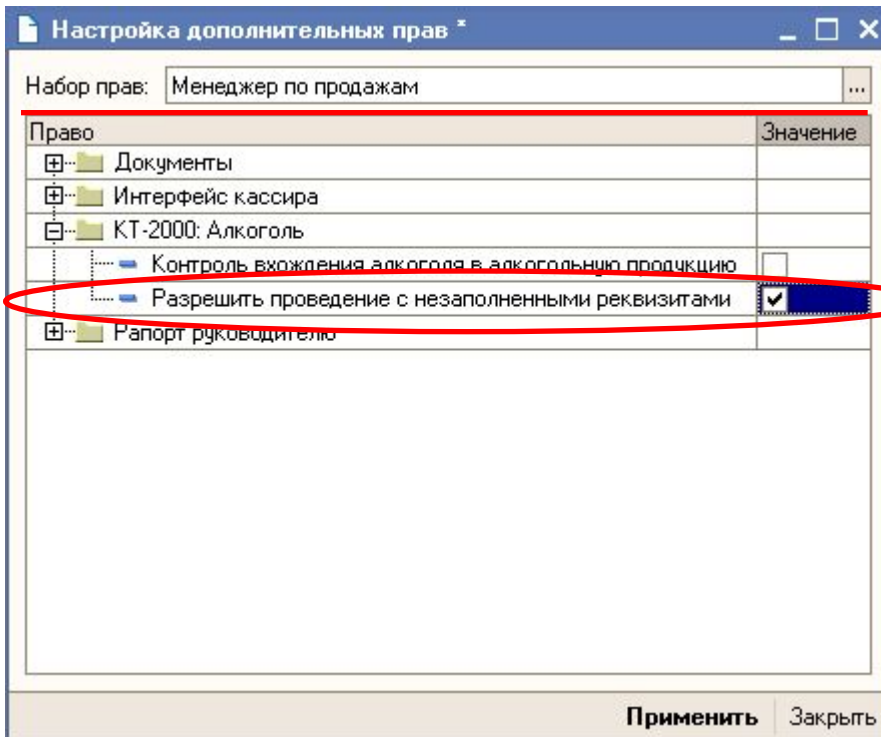 Настройка дополнительных прав *
Набор прав: Менеджер по продажам ...
Право Значение
Документы
Интерфейс кассира
КТ-2000: Алкоголь
Контроль вхождения алкоголя в алкогольную продукцию
Разрешить проведение с незаполненными реквизитами
Рапорт руководителю
Применить Закрыть